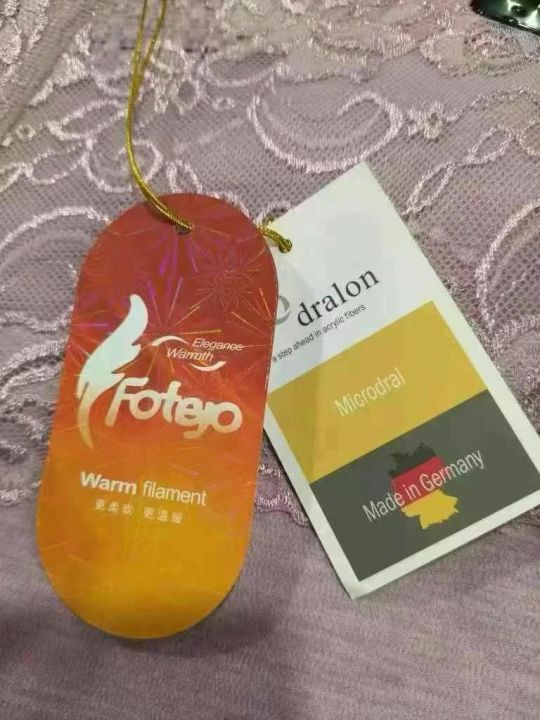 Elegance
Warmth
Fotejo
Warm filament
更柔软 更溫暖
dralon
a step ahead in acrylic fibers
Microdral
Made in Germany